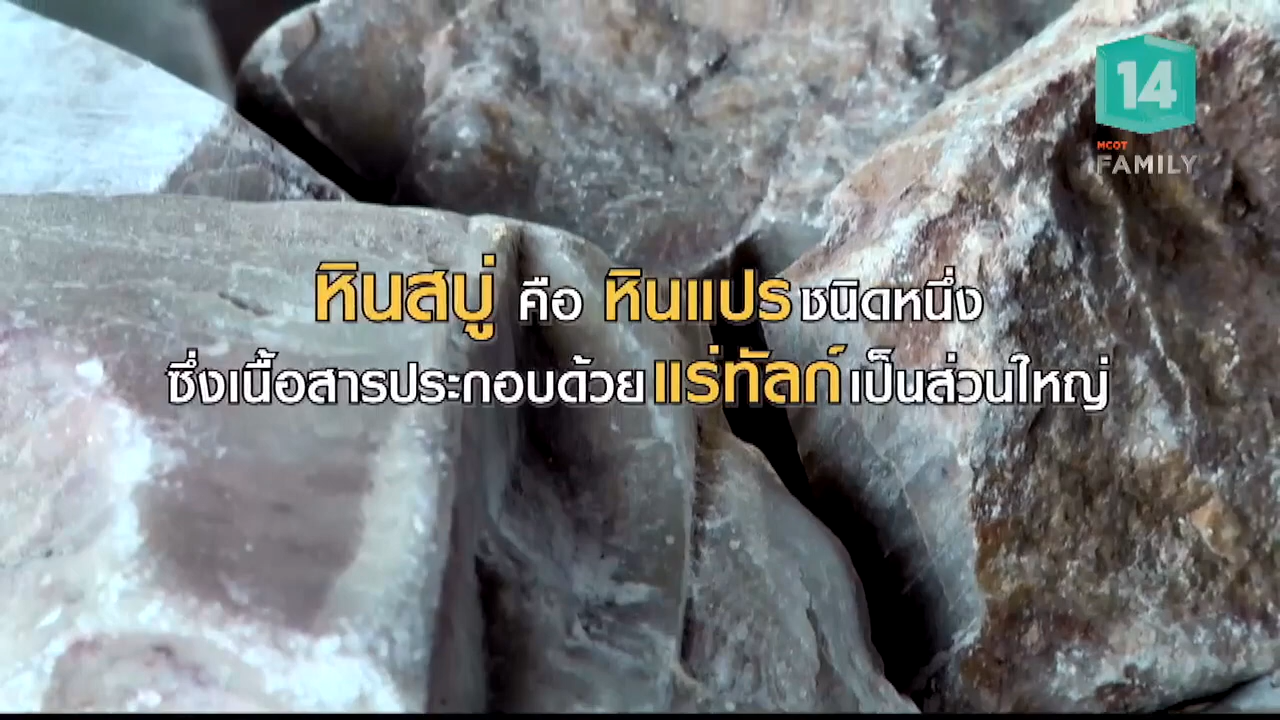 14
MCOT
FAMILY
หินสบู่ คือ หินแปรชนิดหนึ่ง
ซึ่งเนื้อสารประกอบด้วยแร่ทัลก์เป็นส่วนใหญ่